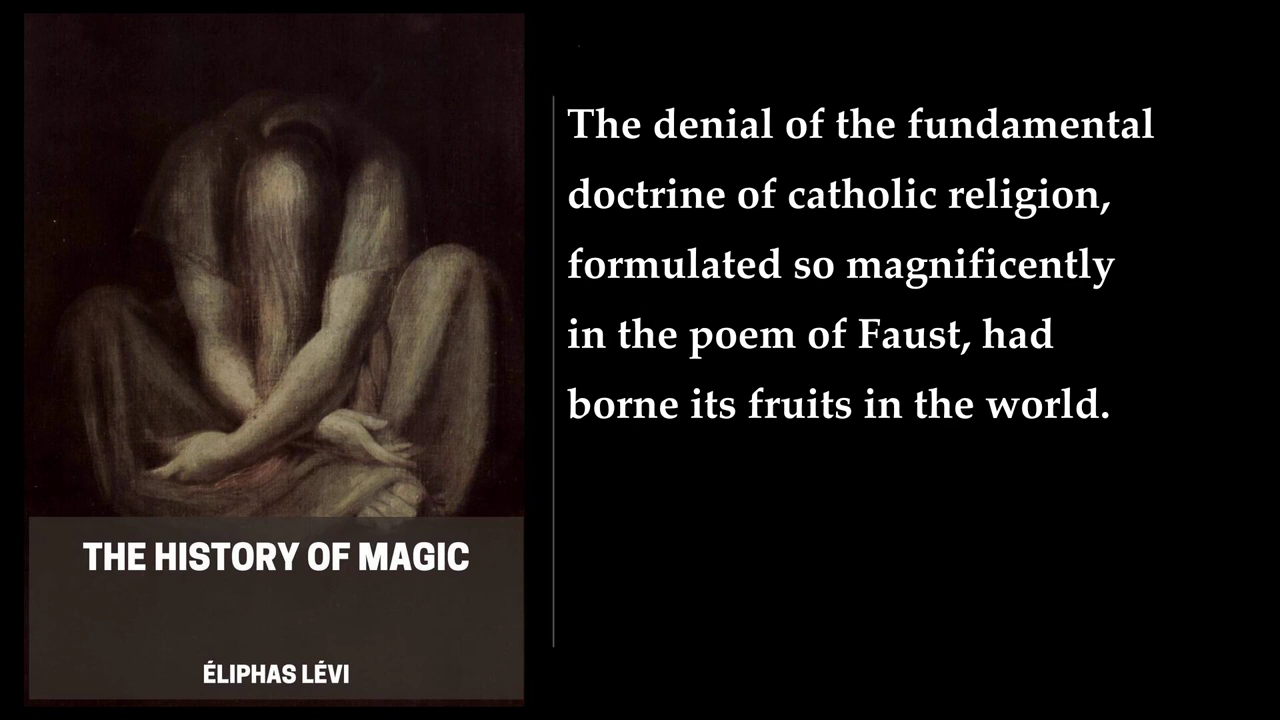 THE HISTORY OF MAGIC
ÉLIPHAS LÉVI
The denial of the fundamental
doctrine of catholic religion,
formulated so magnificently
in the poem of Faust, had
borne its fruits in the world.